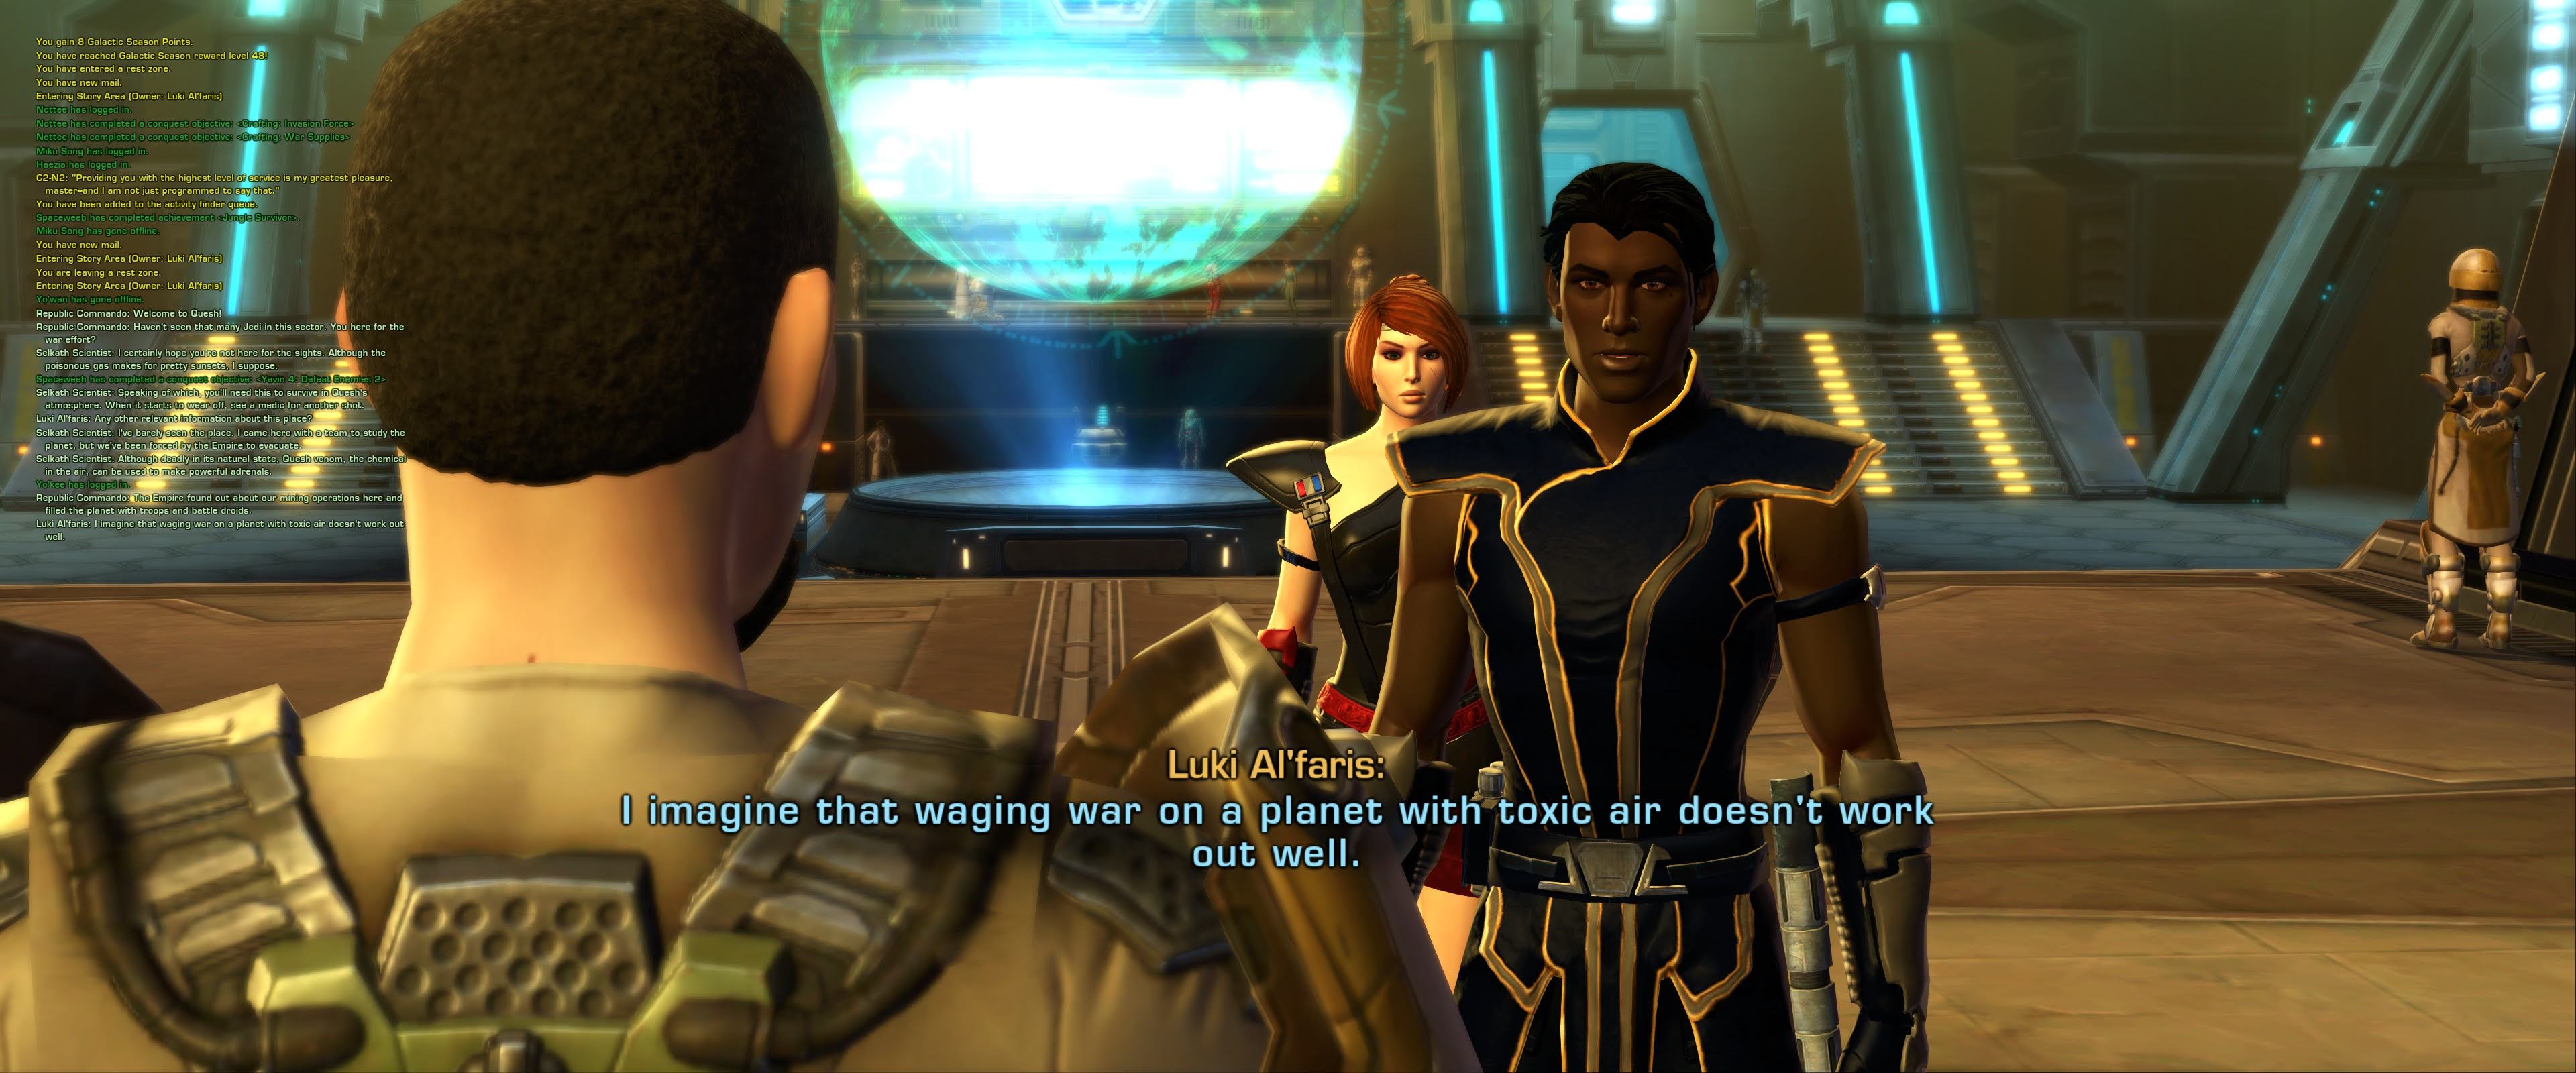 You gain 8 Galactic Season Points.
You have reached Galactic Season reward level 48!
You have entered a rest zone.
You have new mail.
Entering Story Area (Owner: Luki Al'faris)
Nottee has logged in.
Nottee has completed a conquest objective: <Crafting: Invasion Force>
Nottee has completed a conquest objective: <Crafting: War Supplies>
Miku Song has logged in.
Haezia has logged in.
C2-N2: "Providing you with the highest level of service is my greatest pleasure,
master—and I am not just programmed to say that."
You have been added to the activity finder queue.
Spaceweeb has completed achievement <Jungle Survivor>.
Miku Song has gone offline.
You have new mail.
Entering Story Area (Owner: Luki Al'faris)
You are leaving a rest zone.
Entering Story Area (Owner: Luki Al'faris)
Yo'wan has gone offline.
Republic Commando: Welcome to Quesh!
Republic Commando: Haven't seen that many Jedi in this sector. You here for the
war effort?
Selkath Scientist: I certainly hope you're not here for the sights. Although the
poisonous gas makes for pretty sunsets, I suppose.
Spaceweeb has completed a conquest objective: <Yavin 4: Defeat Enemies 2>
Selkath Scientist: Speaking of which, you'll need this to survive in Quesh's
atmosphere. When it starts to wear off, see a medic for another shot.
Luki Al'faris: Any other relevant information about this place?
Selkath Scientist: I've barely seen the place. I came here with a team to study the
planet, but we've been forced by the Empire to evacuate.
Selkath Scientist: Although deadly in its natural state, Quesh venom, the chemical
in the air, can be used to make powerful adrenals.
Yo'kee has logged in.
Republic Commando: The Empire found out about our mining operations here and
filled the planet with troops and battle droids.
Luki Al'faris: I imagine that waging war on a planet with toxic air doesn't work out
well.
Luki Al'faris:
I imagine that waging war on a planet with toxic air doesn't work
out well.